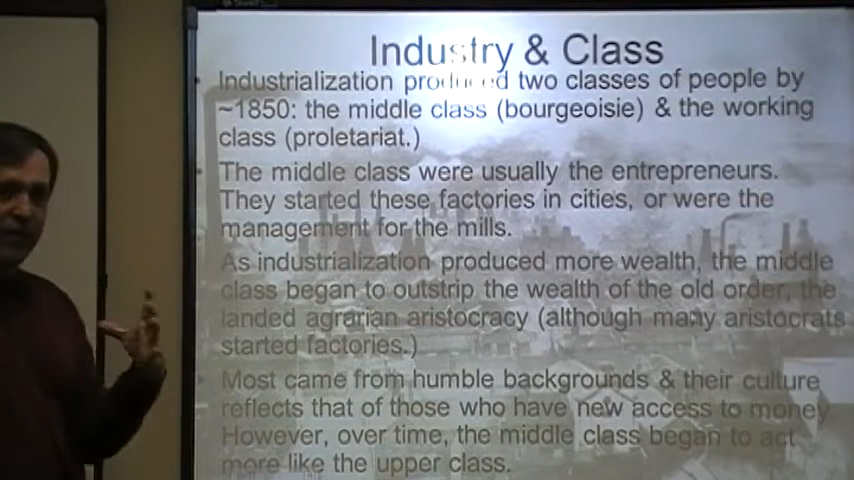 Industry & Class
Industrialization produced two classes of people by
~1850: the middle class (bourgeoisie) & the working
class (proletariat.)
The middle class were usually the entrepreneurs.
They started these factories in cities, or were the
management for the mills.
As industrialization produced more wealth, the middle
class began to outstrip the wealth of the old order, the
landed agrarian aristocracy (although many aristocrats
started factories.)
Most came from humble backgrounds & their culture
reflects that of those who have new access to money
However, over time, the middle class began to act
more like the upper class.